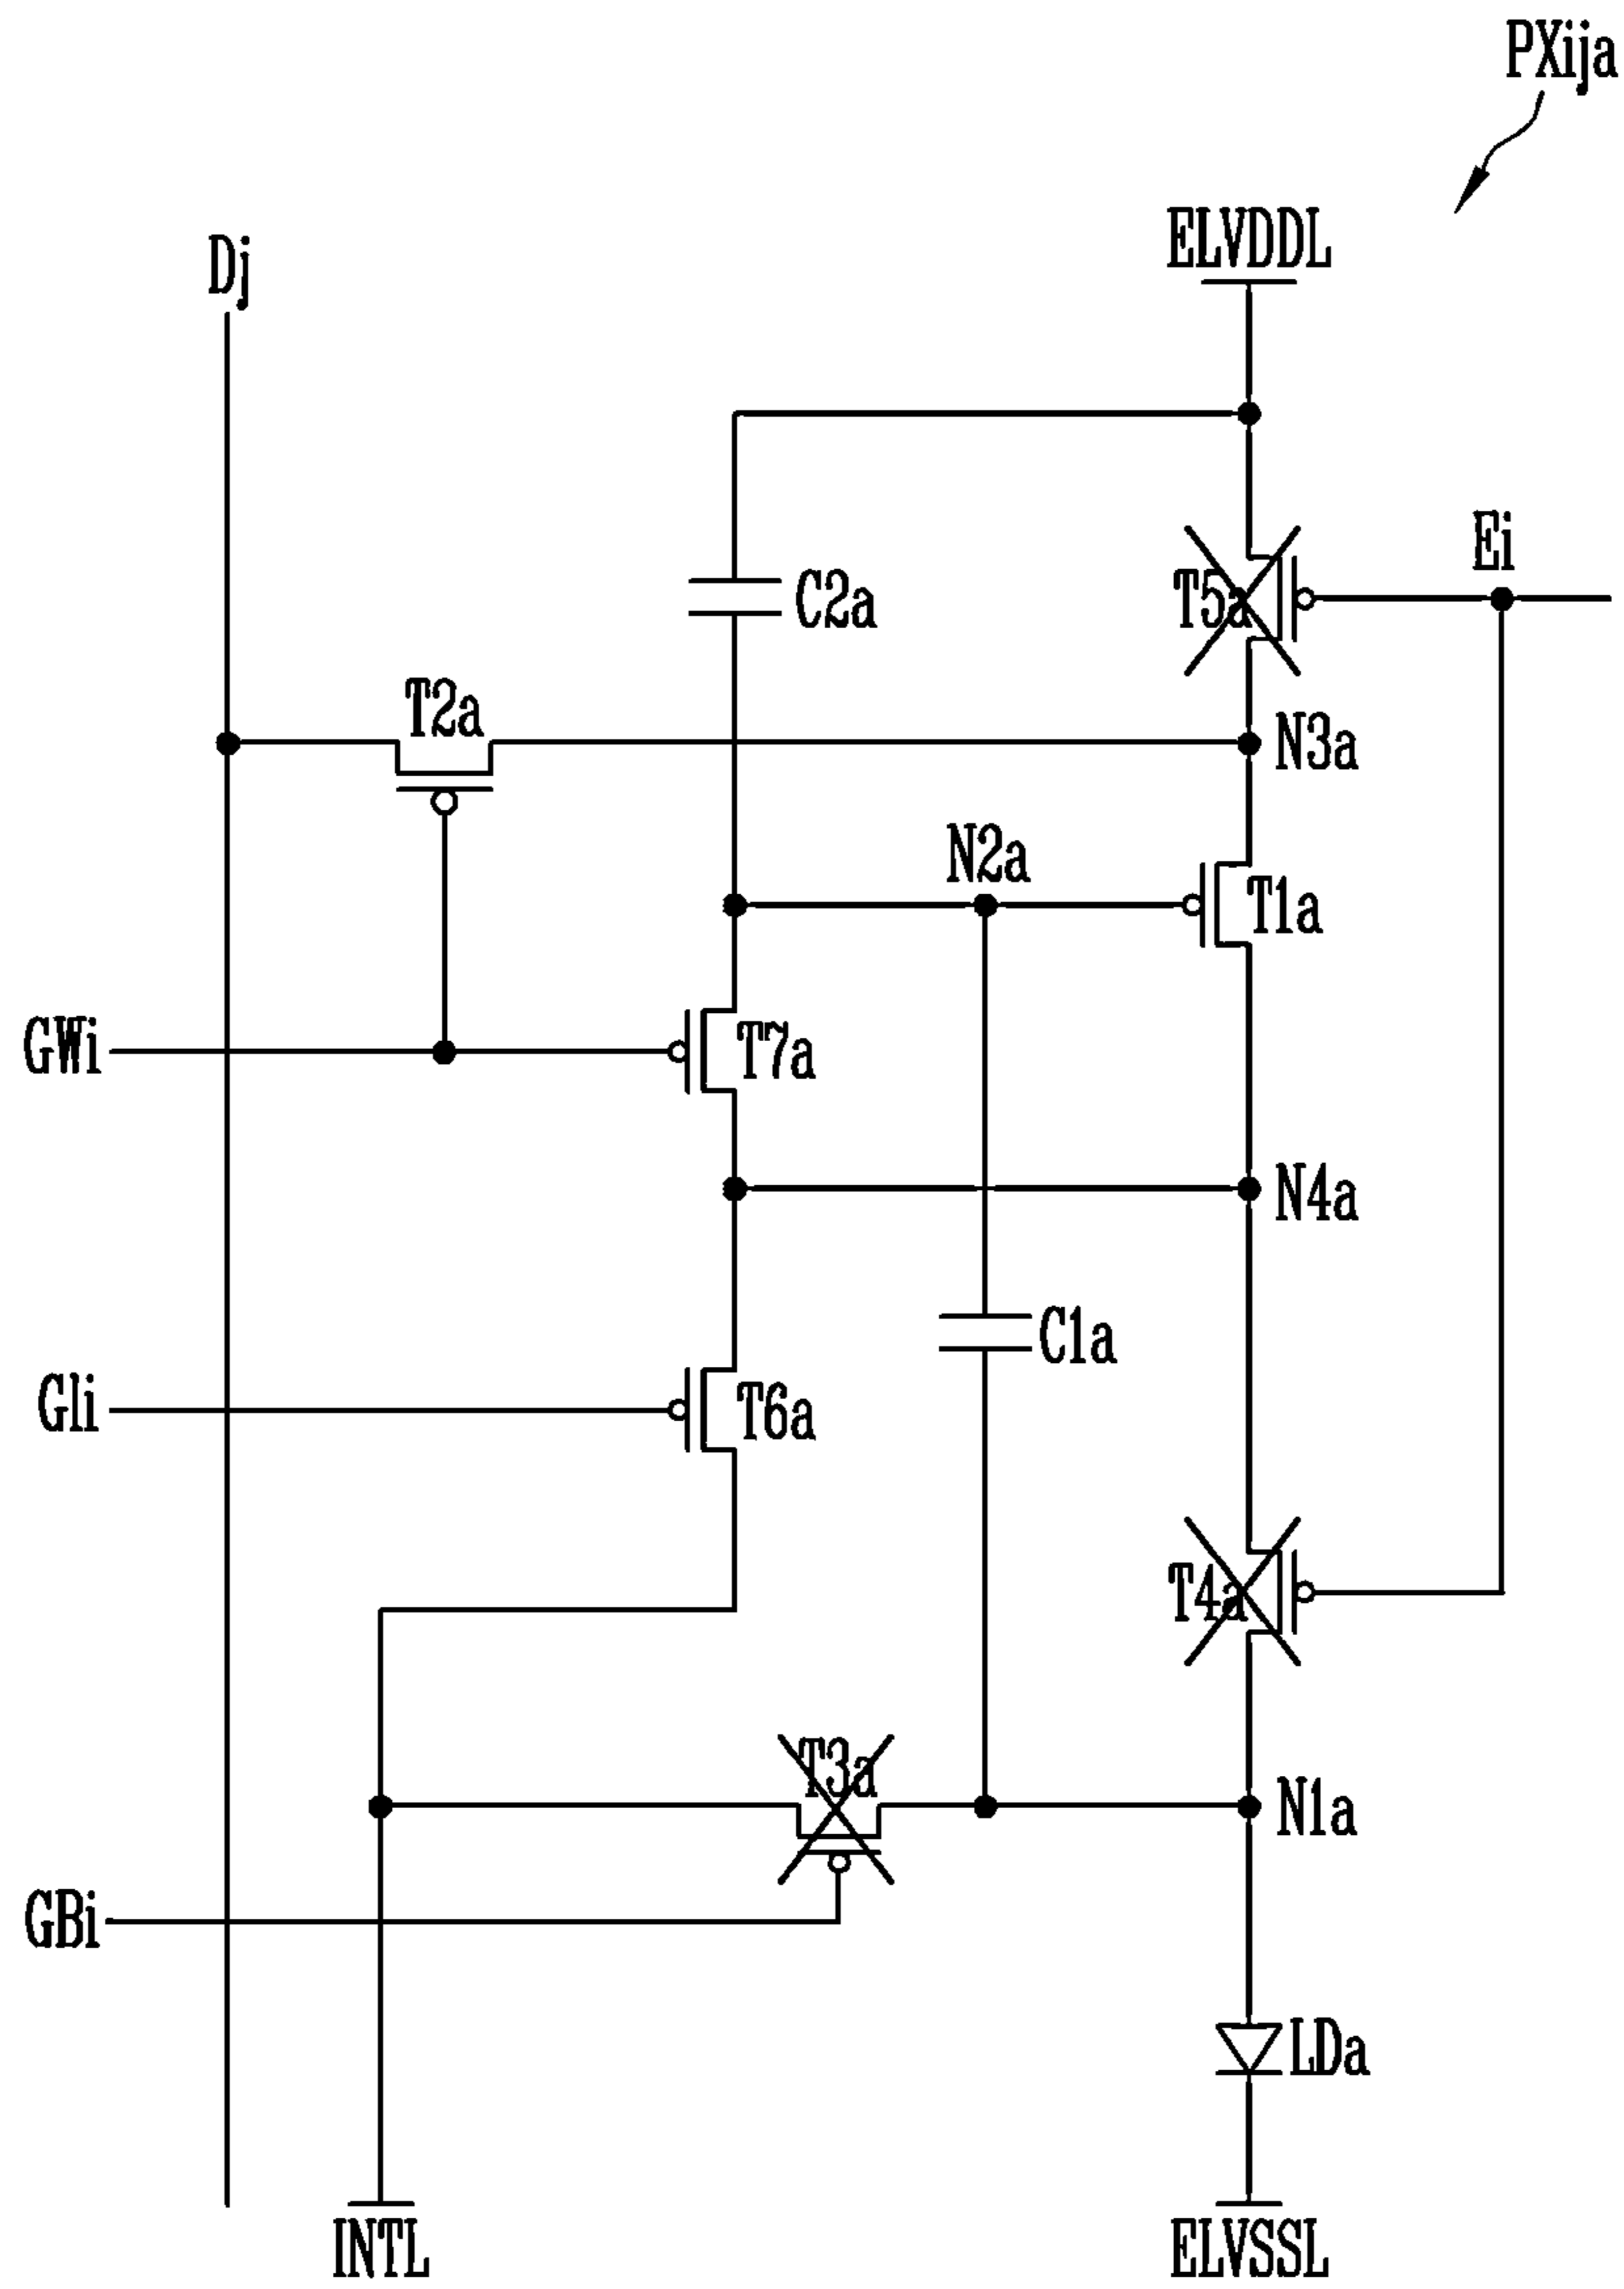 PXija
ELVDDL
Dj
Ei
C2a
T5a
T2a
N3a
N2a
T1a
GWi
T7a
N4a
C1a
GIi
T6a
T4a
T3a
N1a
GBi
LDa
INTL
ELVSSL